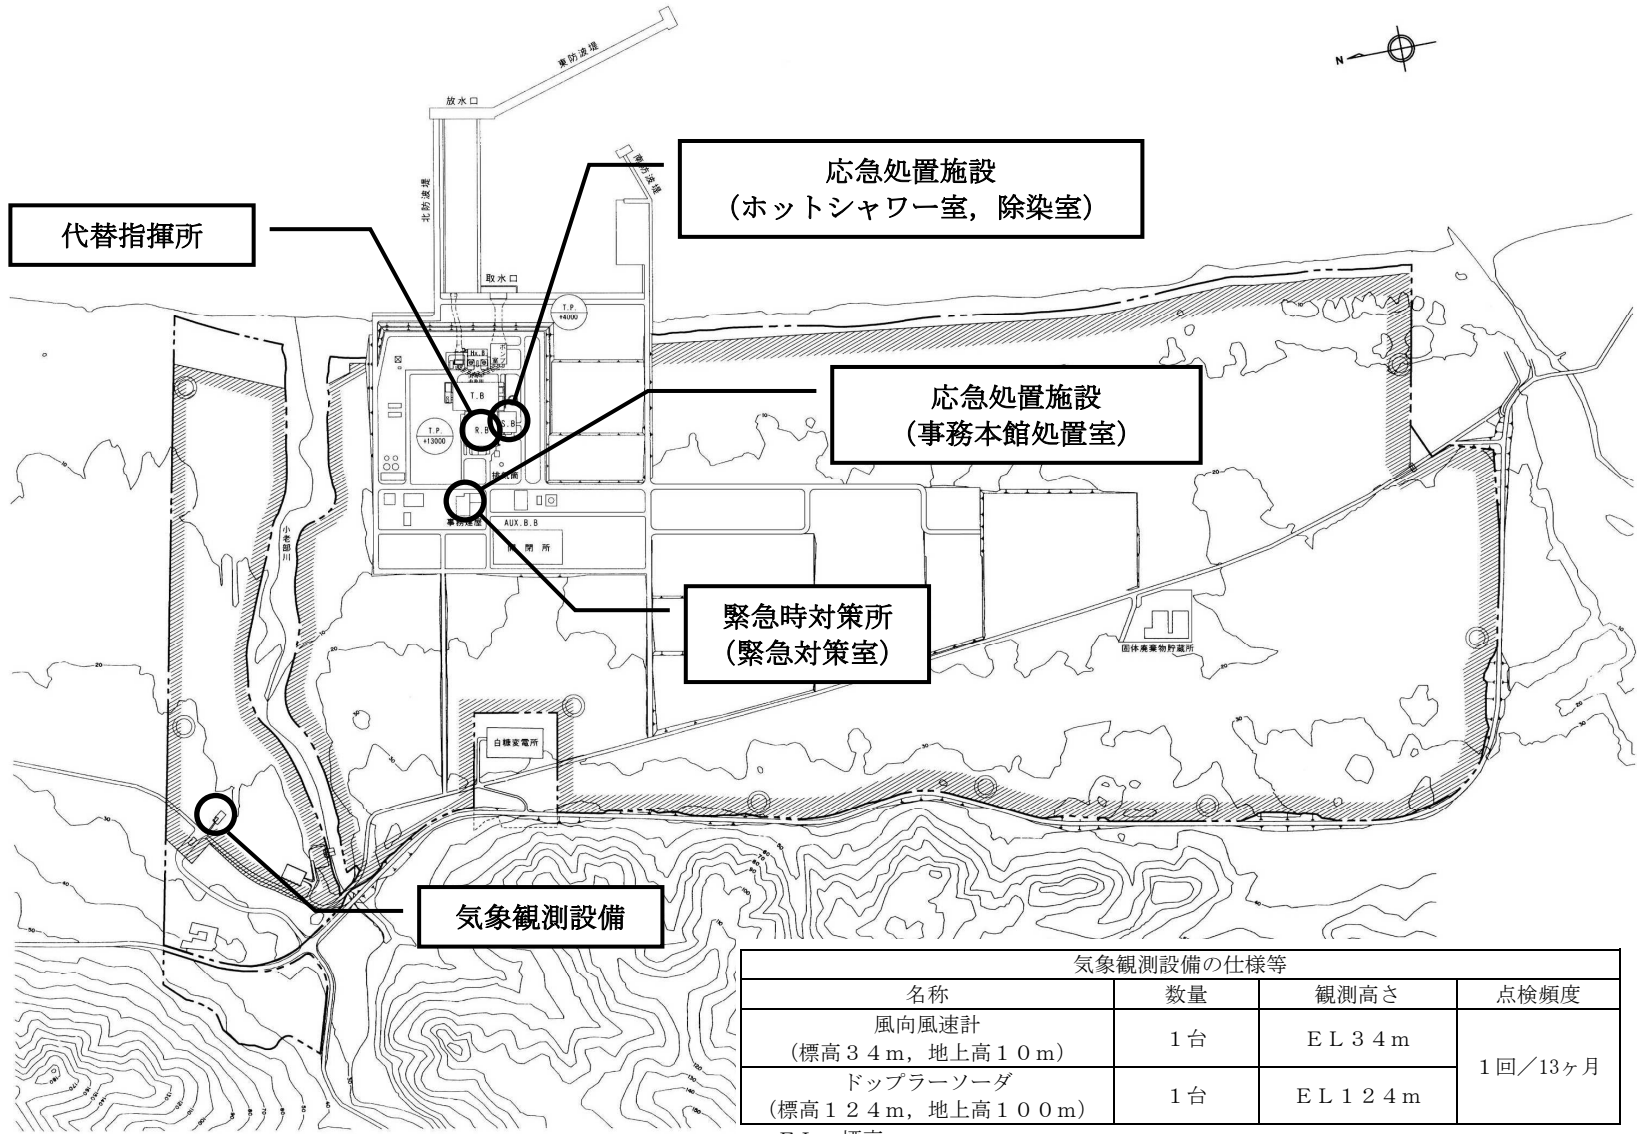 東防波堤
N
放水口
応急処置施設
（ホットシャワー室，除染室）
南防波堤
北防波堤
代替指揮所
取水口
T.P.
+4000
Hx.B
T.B
応急処置施設
（事務本館処置室）
S.B
R.B
T.P.
+13000
排気筒
事務建屋
AUX.B.B
開閉所
小老部川
緊急時対策所
（緊急対策室）
固体廃棄物貯蔵所
白糠変電所
気象観測設備
気象観測設備の仕様等
名称 数量 観測高さ 点検頻度
風向風速計
（標高３４ｍ，地上高１０ｍ） １台 ＥＬ３４ｍ １回／13ヶ月
ドップラーソーダ
（標高１２４ｍ，地上高１００ｍ） １台 ＥＬ１２４ｍ